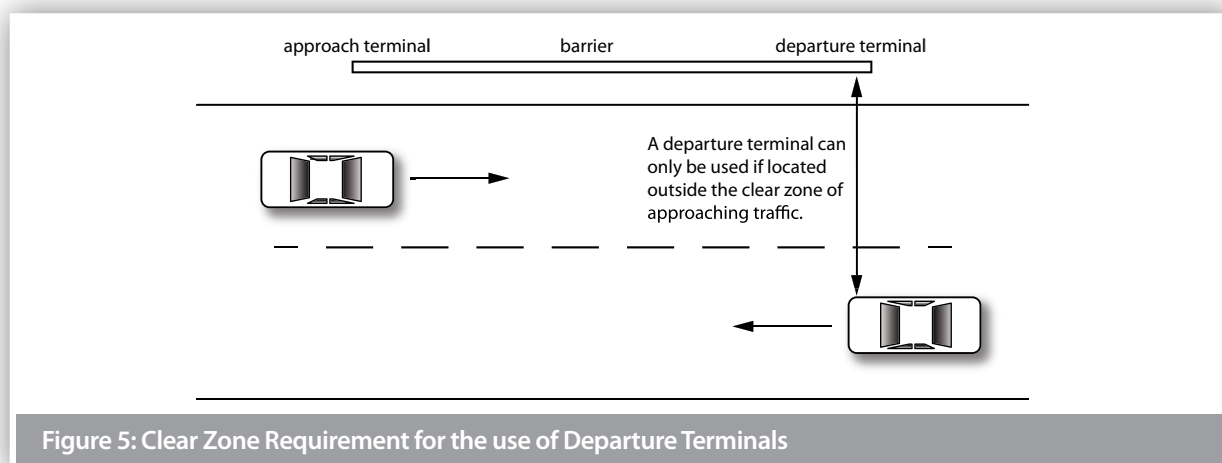 approach terminal barrier departure terminal
A departure terminal can
only be used if located
outside the clear zone of
approaching traffic.
Figure 5: Clear Zone Requirement for the use of Departure Terminals